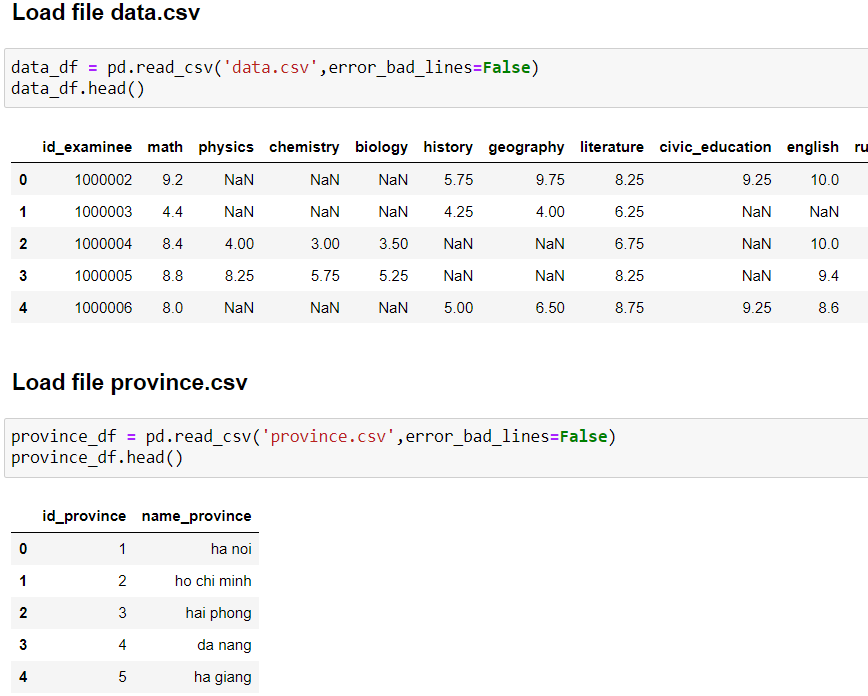 Load file data.csv
data_df = pd.read_csv('data.csv',error_bad_lines=False)
data_df.head()
id_examinee math physics chemistry biology history geography literature civic_education english ru
0 1000002 9.2 NaN NaN NaN 5.75 9.75 8.25 9.25 10.0
1 1000003 4.4 NaN NaN NaN 4.25 4.00 6.25 NaN NaN
2 1000004 8.4 4.00 3.00 3.50 NaN NaN 6.75 NaN 10.0
3 1000005 8.8 8.25 5.75 5.25 NaN NaN 8.25 NaN 9.4
4 1000006 8.0 NaN NaN NaN 5.00 6.50 8.75 9.25 8.6
Load file province.csv
province_df = pd.read_csv('province.csv',error_bad_lines=False)
province_df.head()
id_province name_province
0 1 ha noi
1 2 ho chi minh
2 3 hai phong
3 4 da nang
4 5 ha giang